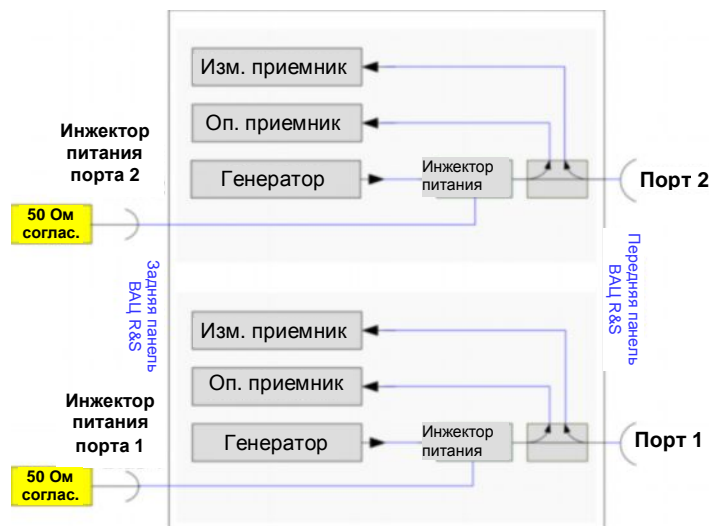 Изм. приемник
Оп. приемник
Инжектор
питания
порта 2
Генератор
Инжектор
питания
Порт 2
50 Ом
соглас.
Задняя панель
ВАЦ R&S
Передняя панель
ВАЦ R&S
Изм. приемник
Оп. приемник
Инжектор
питания
порта 1
Генератор
Инжектор
питания
Порт 1
50 Ом
соглас.